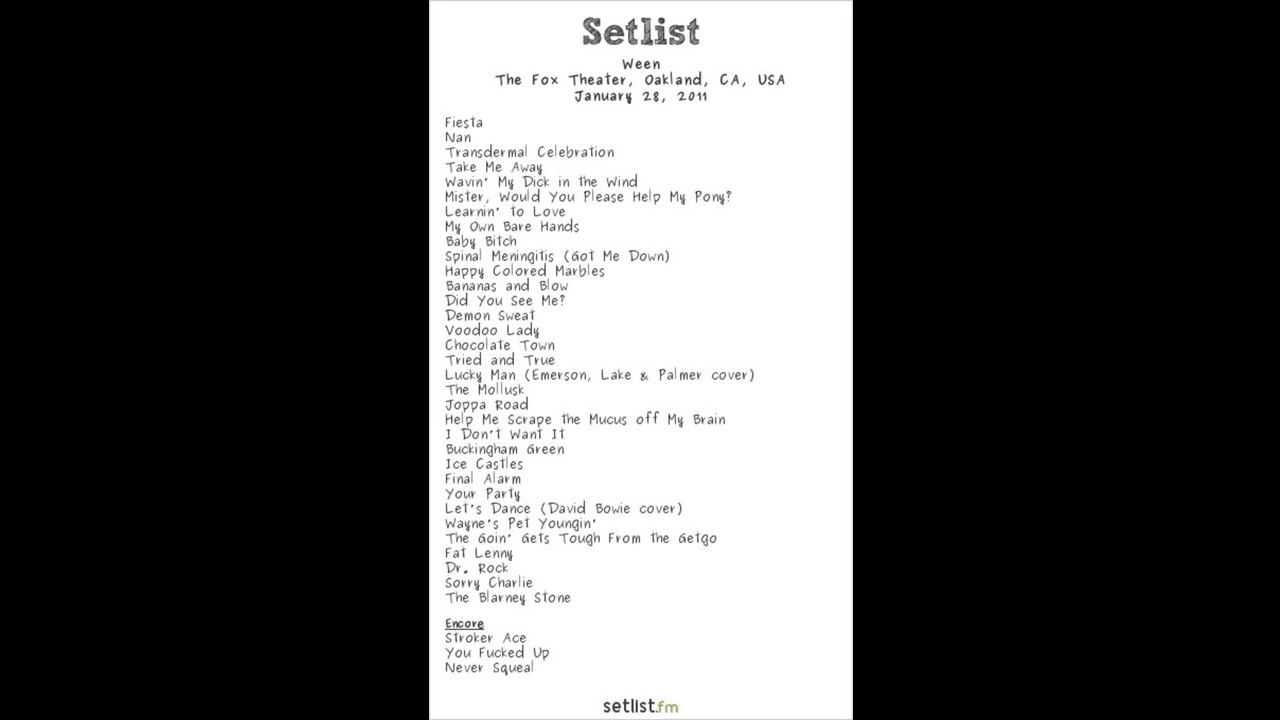 Setlist
Ween
The Fox Theater, Oakland, CA, USA
January 28, 2011
Fiesta
Nan
Transdermal Celebration
Take Me Away
Wavin' My Dick in the Wind
Mister, Would You Please Help My Pony?
Learnin' to Love
My Own Bare Hands
Baby Bitch
Spinal Meningitis (Got Me Down)
Happy Colored Marbles
Bananas and Blow
Did You See Me?
Demon Sweat
Voodoo Lady
Chocolate Town
Tried and True
Lucky Man (Emerson, Lake & Palmer cover)
The Mollusk
Joppa Road
Help Me Scrape the Mucus off My Brain
I Don't Want It
Buckingham Green
Ice Castles
Final Alarm
Your Party
Let's Dance (David Bowie cover)
Wayne's Pet Youngin'
The Goin' Gets Tough From the Getgo
Fat Lenny
Dr. Rock
Sorry Charlie
The Blarney Stone
Encore
Stroker Ace
You Fucked Up
Never Squeal
setlist.fm